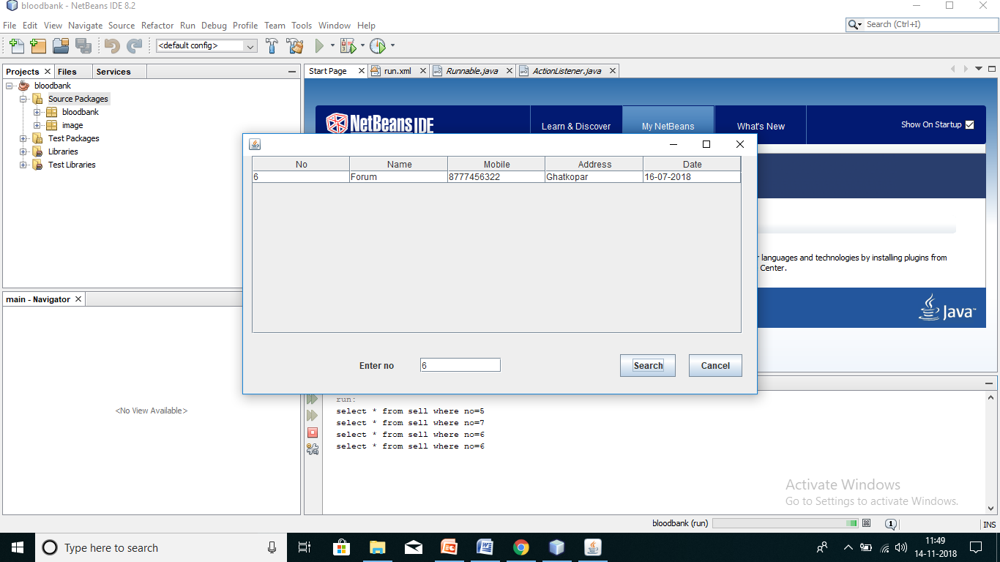 bloodbank - NetBeans IDE 8.2
File Edit View Navigate Source Refactor Run Debug Profile Team Tools Window Help
Search (Ctrl+I)
<default config>
Projects Files Services
Start Page run.xml Runnable.java ActionListener.java
bloodbank
Source Packages
bloodbank
image
Test Packages
Libraries
Test Libraries
NetBeans IDE
Learn & Discover My NetBeans What's New Show On Startup
No Name Mobile Address Date
6 Forum 8777456322 Ghatkopar 16-07-2018
languages and technologies by installing plugins from
Center.
Java™
main - Navigator
<No View Available>
Enter no 6 Search Cancel
run:
select * from sell where no=5
select * from sell where no=7
select * from sell where no=6
select * from sell where no=6
Activate Windows
Go to Settings to activate Windows.
bloodbank (run) 1 INS
Type here to search
11:49
14-11-2018